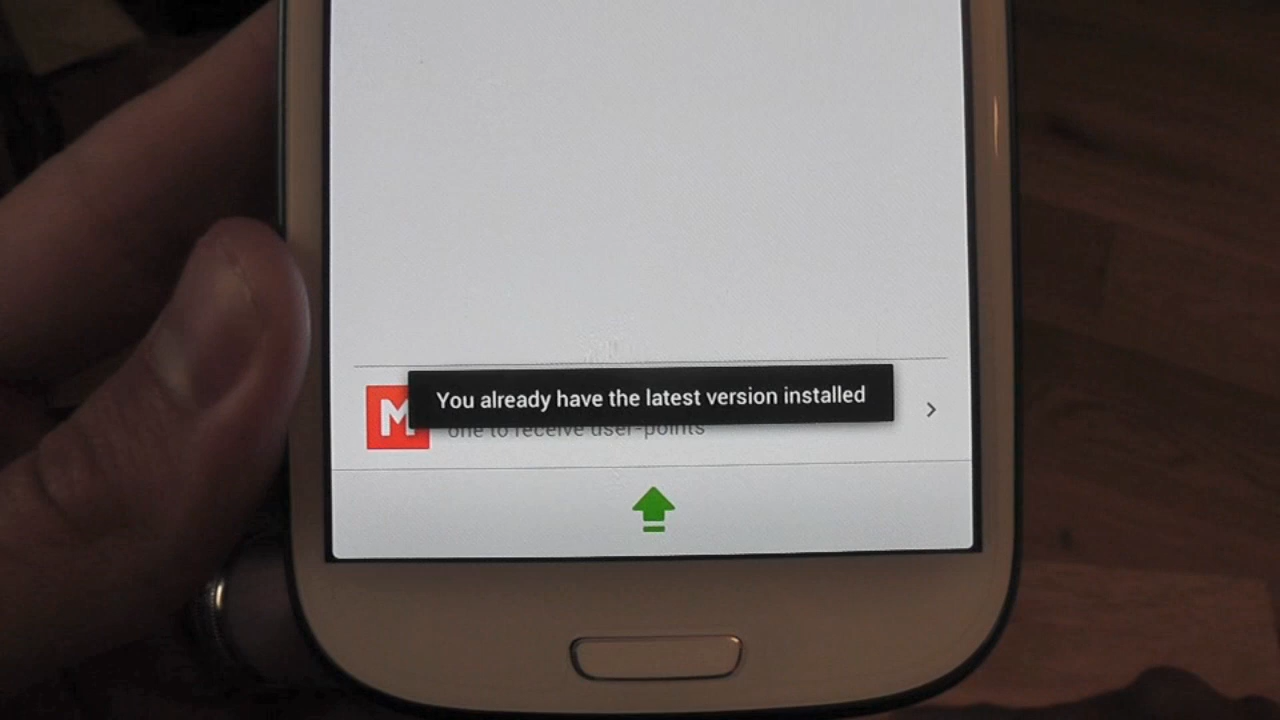 You already have the latest version installed
M
one to receive user-points